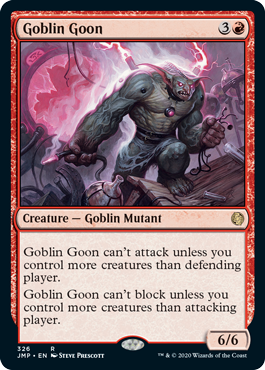 Goblin Goon 3
Creature — Goblin Mutant
Goblin Goon can't attack unless you
control more creatures than defending
player.
Goblin Goon can't block unless you
control more creatures than attacking
player.
6/6
326 R
JMP • EN Steve Prescott
™ & © 2020 Wizards of the Coast